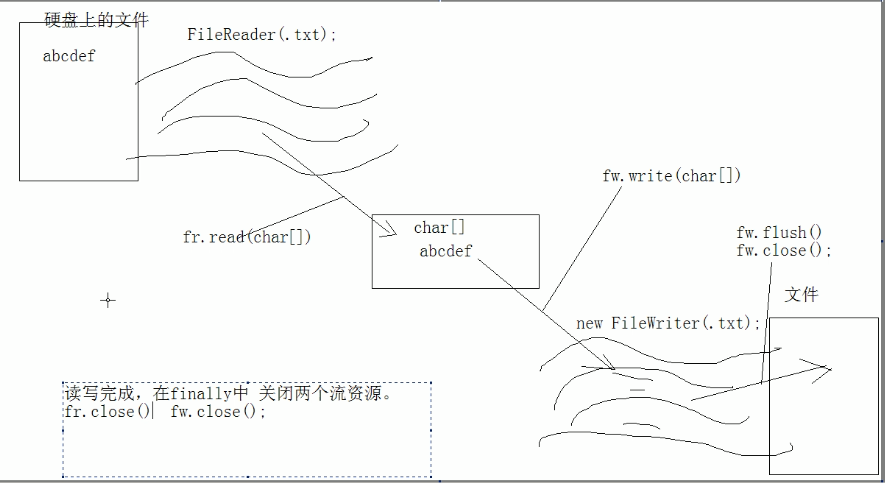 硬盘上的文件
abcdef
FileReader(.txt);
fr.read(char[])
char[]
abcdef
fw.write(char[])
fw.flush()
fw.close();
文件
new FileWriter(.txt);
读写完成，在finally中 关闭两个流资源。
fr.close() fw.close();